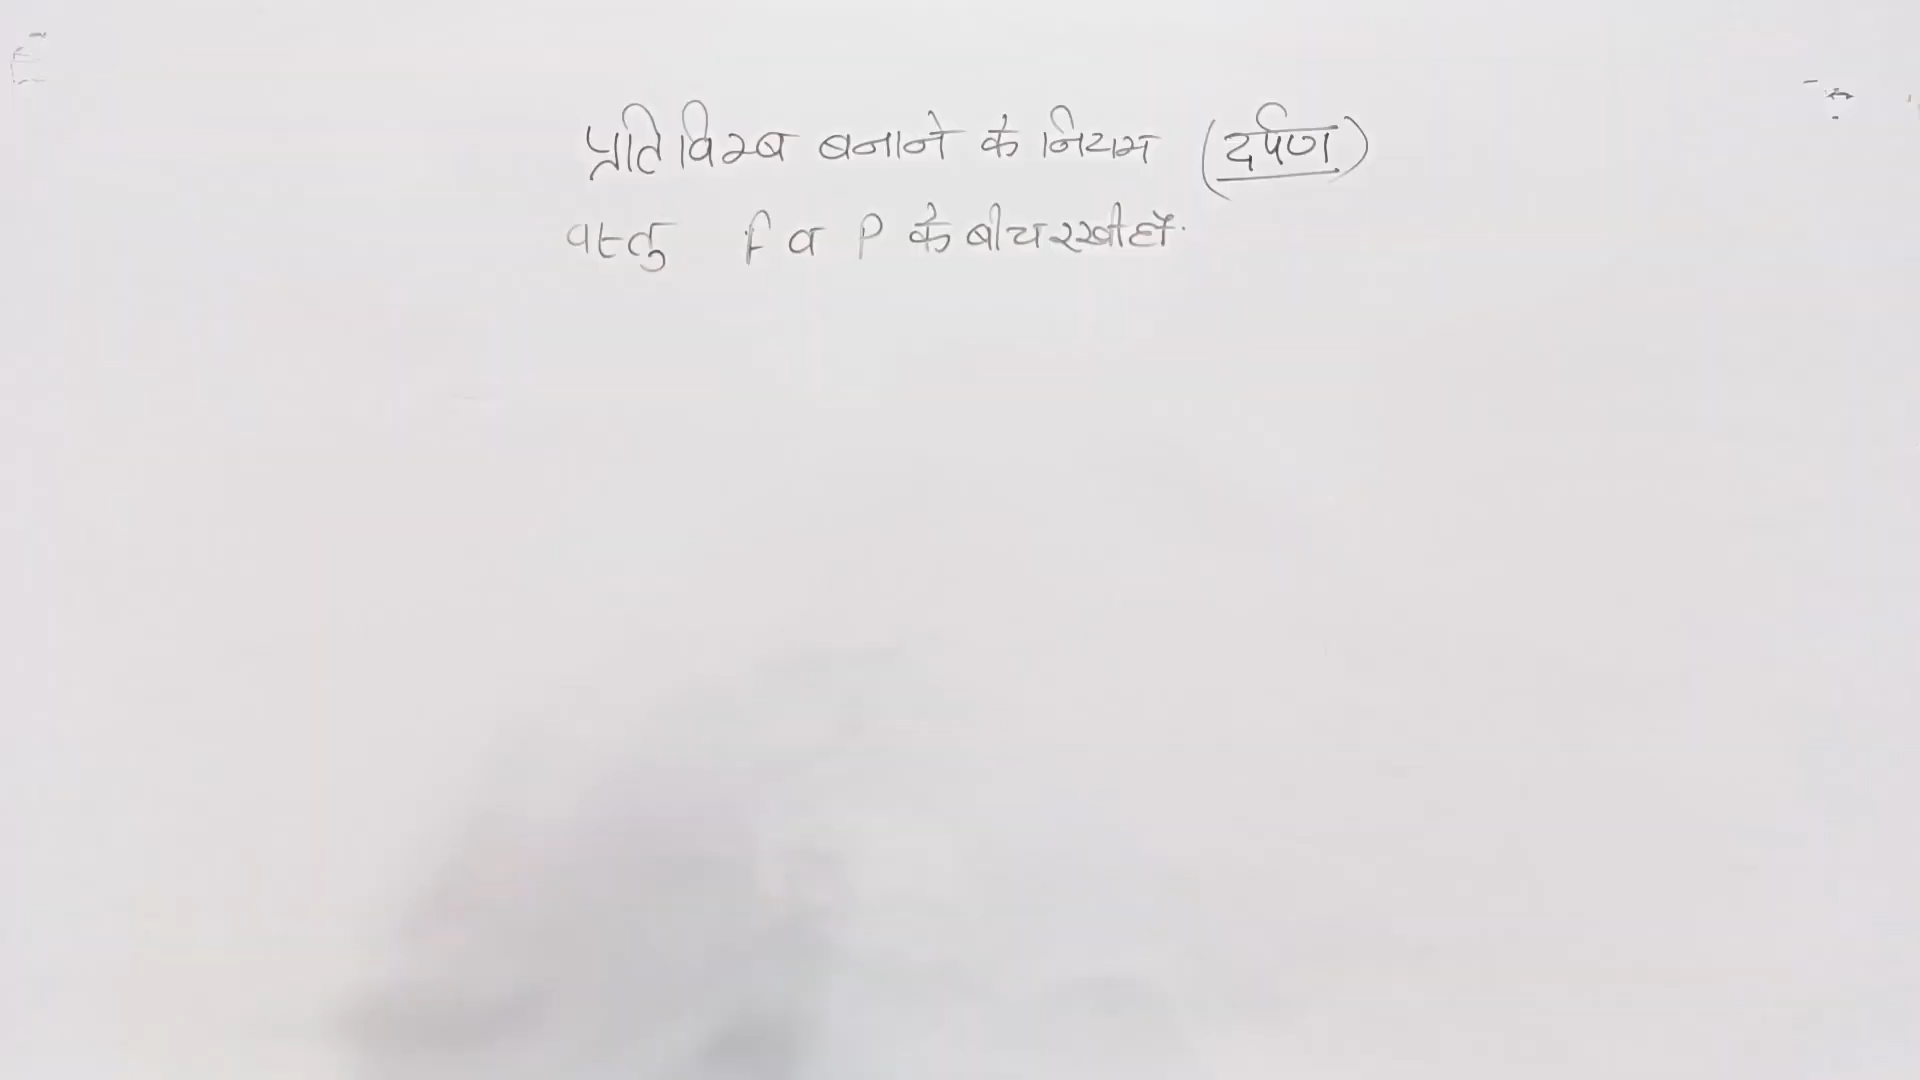 प्रतिविम्ब बनाने के नियम (दर्पण)
वस्तु F व P के बीच रखी हो.